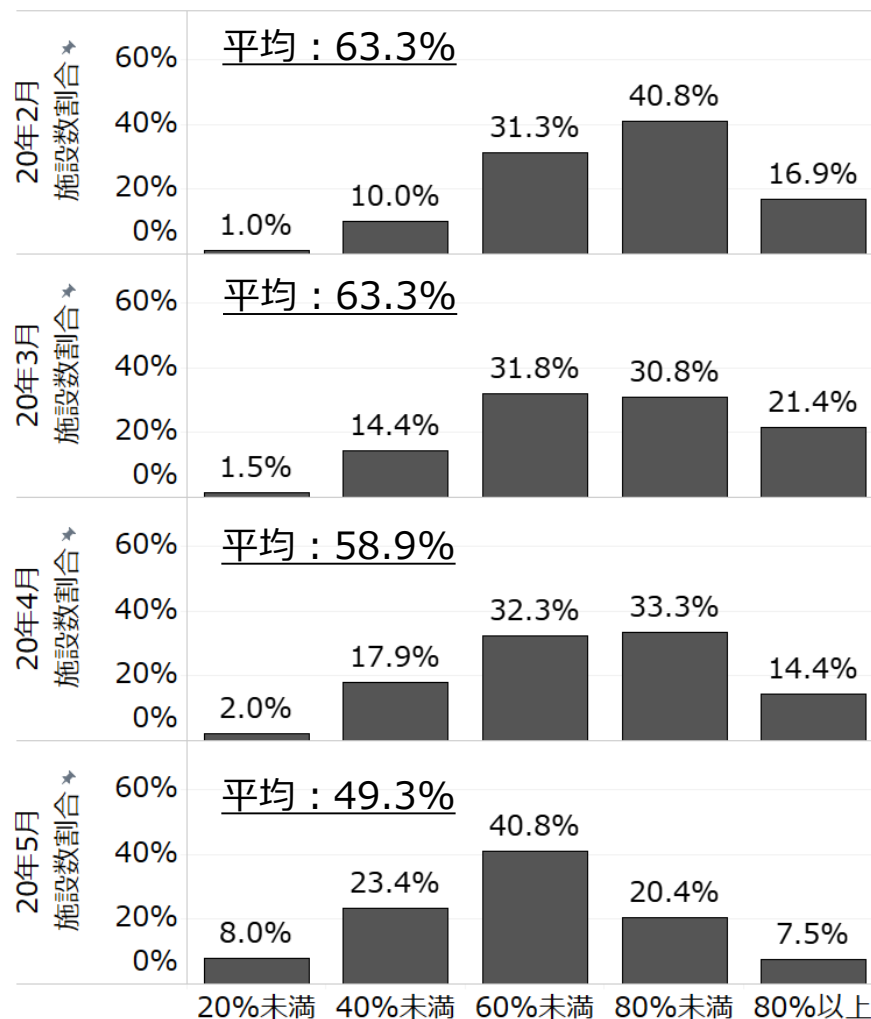 20年2月
施設数割合
60%
40%
20%
0%
平均：63.3%
1.0%
10.0%
31.3%
40.8%
16.9%
20年3月
施設数割合
60%
40%
20%
0%
平均：63.3%
1.5%
14.4%
31.8%
30.8%
21.4%
20年4月
施設数割合
60%
40%
20%
0%
平均：58.9%
2.0%
17.9%
32.3%
33.3%
14.4%
20年5月
施設数割合
60%
40%
20%
0%
平均：49.3%
8.0%
23.4%
40.8%
20.4%
7.5%
20%未満 40%未満 60%未満 80%未満 80%以上